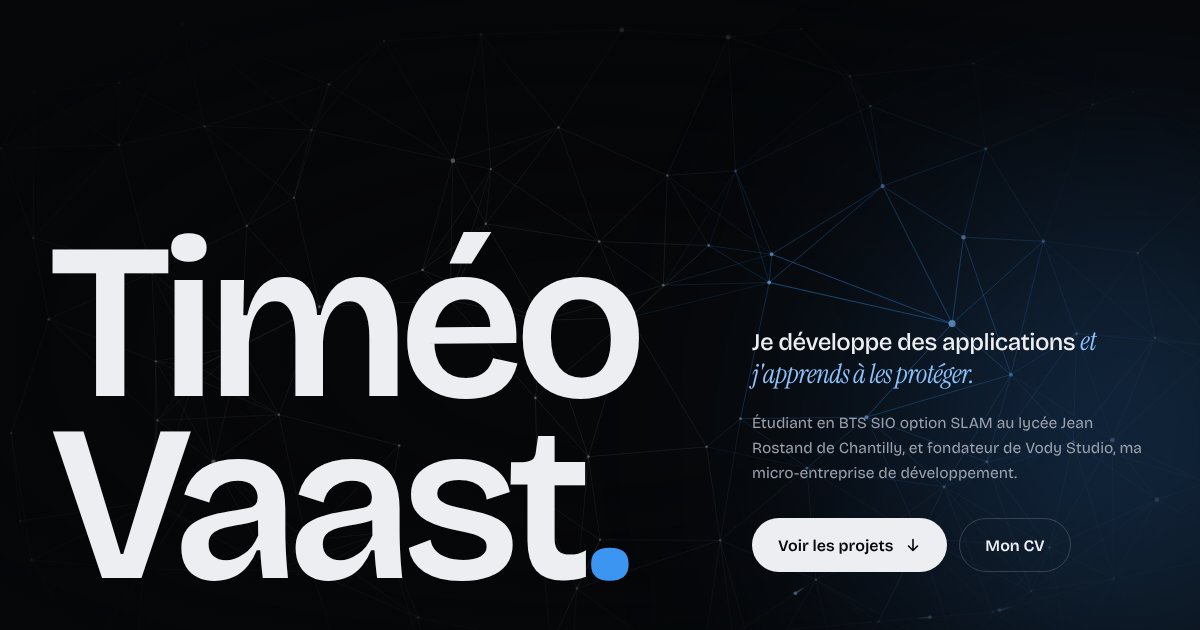 Timéo
Vaast.
Je développe des applications et
j'apprends à les protéger.
Étudiant en BTS SIO option SLAM au lycée Jean
Rostand de Chantilly, et fondateur de Vody Studio, ma
micro-entreprise de développement.
Voir les projets ↓
Mon CV